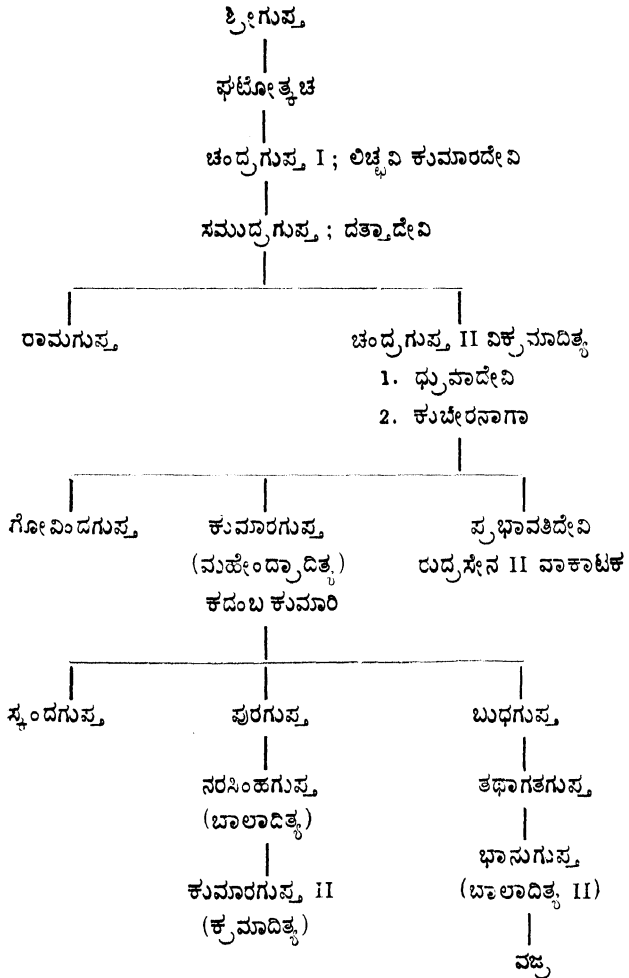 ಶ್ರೀಗುಪ್ತ
ಘಟೋತ್ಕಚ
ಚಂದ್ರಗುಪ್ತ I ; ಲಿಚ್ಛವಿ ಕುಮಾರದೇವಿ
ಸಮುದ್ರಗುಪ್ತ ; ದತ್ತಾದೇವಿ
ರಾಮಗುಪ್ತ ಚಂದ್ರಗುಪ್ತ II ವಿಕ್ರಮಾದಿತ್ಯ
1. ಧ್ರುವಾದೇವಿ
2. ಕುಬೇರನಾಗಾ
ಗೋವಿಂದಗುಪ್ತ ಕುಮಾರಗುಪ್ತ ಪ್ರಭಾವತಿದೇವಿ
(ಮಹೇಂದ್ರಾದಿತ್ಯ) ರುದ್ರಸೇನ II ವಾಕಾಟಕ
ಕದಂಬ ಕುಮಾರಿ
ಸ್ಕಂದಗುಪ್ತ ಪುರಗುಪ್ತ ಬುಧಗುಪ್ತ
ನರಸಿಂಹಗುಪ್ತ ತಥಾಗತಗುಪ್ತ
(ಬಾಲಾದಿತ್ಯ)
ಭಾನುಗುಪ್ತ
ಕುಮಾರಗುಪ್ತ II (ಬಾಲಾದಿತ್ಯ II)
(ಕ್ರಮಾದಿತ್ಯ)
ವಜ್ರ